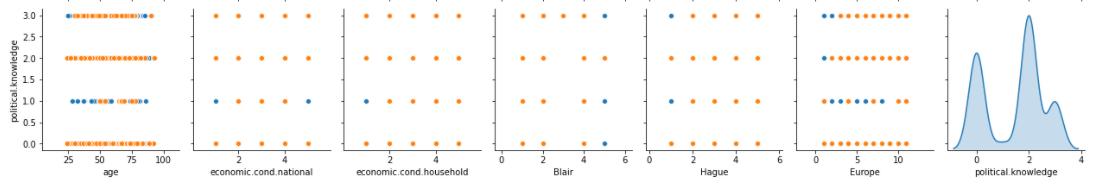 political.knowledge
3.0
2.5
2.0
1.5
1.0
0.5
0.0
25 50 75 100
2 4
2 4
0 2 4 6
0 2 4 6
0 5 10
0 2 4
age
economic.cond.national
economic.cond.household
Blair
Hague
Europe
political.knowledge